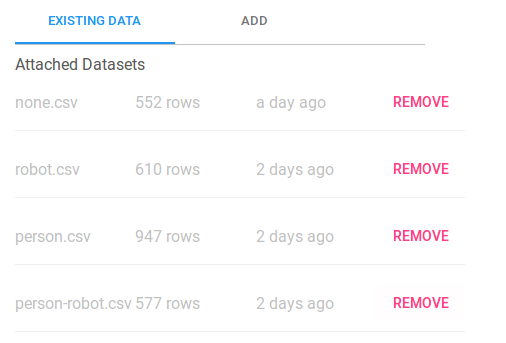 EXISTING DATA ADD
Attached Datasets
none.csv 552 rows a day ago REMOVE
robot.csv 610 rows 2 days ago REMOVE
person.csv 947 rows 2 days ago REMOVE
person-robot.csv 577 rows 2 days ago REMOVE